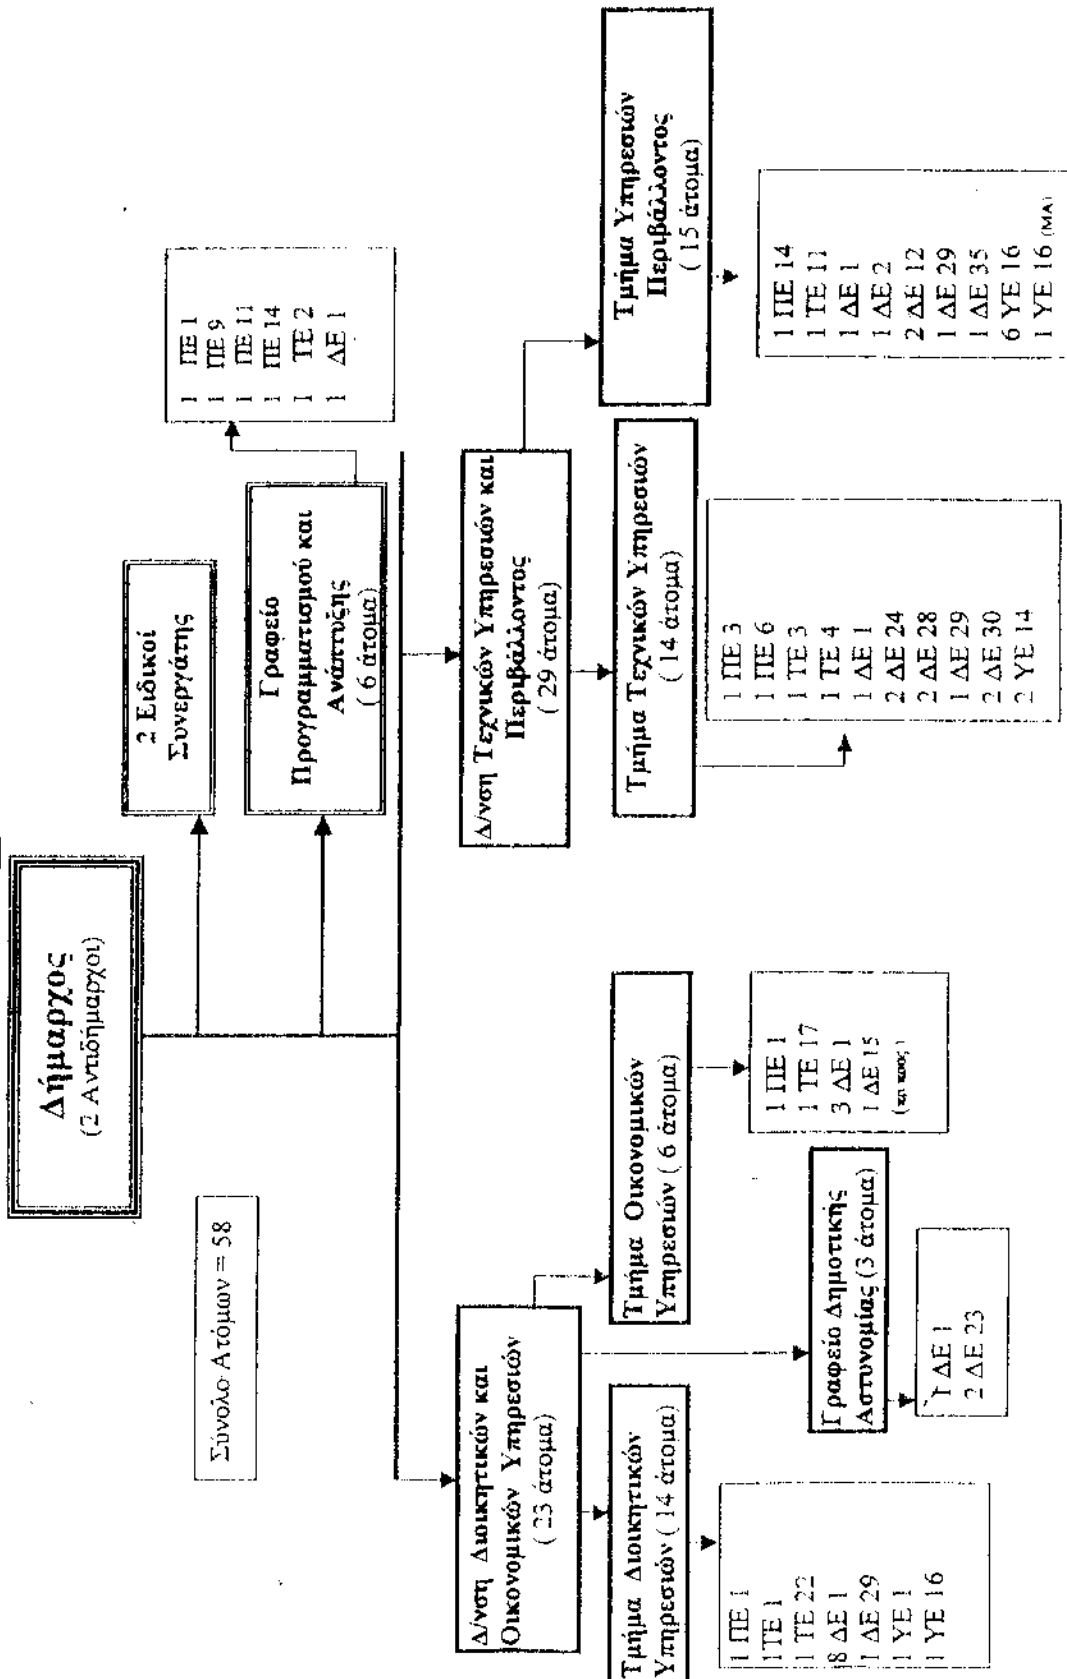 Δήμαρχος
(2 Αντιδήμαρχοι)
Σύνολο Ατόμων = 58
2 Ειδικοί
Συνεργάτης
Γραφείο
Προγραμματισμού και
Ανάπτυξης
( 6 άτομα)
1 ΠΕ 1
1 ΠΕ 9
1 ΠΕ 11
1 ΠΕ 14
1 ΤΕ 2
1 ΔΕ 1
Δ/νση Διοικητικών και
Οικονομικών Υπηρεσιών
( 23 άτομα)
Δ/νση Τεχνικών Υπηρεσιών και
Περιβάλλοντος
( 29 άτομα)
Τμήμα Διοικητικών
Υπηρεσιών ( 14 άτομα)
Τμήμα Οικονομικών
Υπηρεσιών ( 6 άτομα)
Τμήμα Τεχνικών Υπηρεσιών
( 14 άτομα)
Τμήμα Υπηρεσιών
Περιβάλλοντος
( 15 άτομα)
1 ΠΕ 1
1 ΤΕ 1
1 ΤΕ 22
8 ΔΕ 1
1 ΔΕ 29
1 ΥΕ 1
1 ΥΕ 16
Γραφείο Δημοτικής
Αστυνομίας (3 άτομα)
1 ΔΕ 1
2 ΔΕ 23
1 ΠΕ 1
1 ΤΕ 17
3 ΔΕ 1
1 ΔΕ 15
1 ΠΕ 3
1 ΠΕ 6
1 ΤΕ 3
1 ΤΕ 4
1 ΔΕ 1
2 ΔΕ 24
2 ΔΕ 28
1 ΔΕ 29
2 ΔΕ 30
2 ΥΕ 14
1 ΠΕ 14
1 ΤΕ 11
1 ΔΕ 1
1 ΔΕ 2
2 ΔΕ 12
1 ΔΕ 29
1 ΔΕ 35
6 ΥΕ 16
1 ΥΕ 16 (ΜΑ)